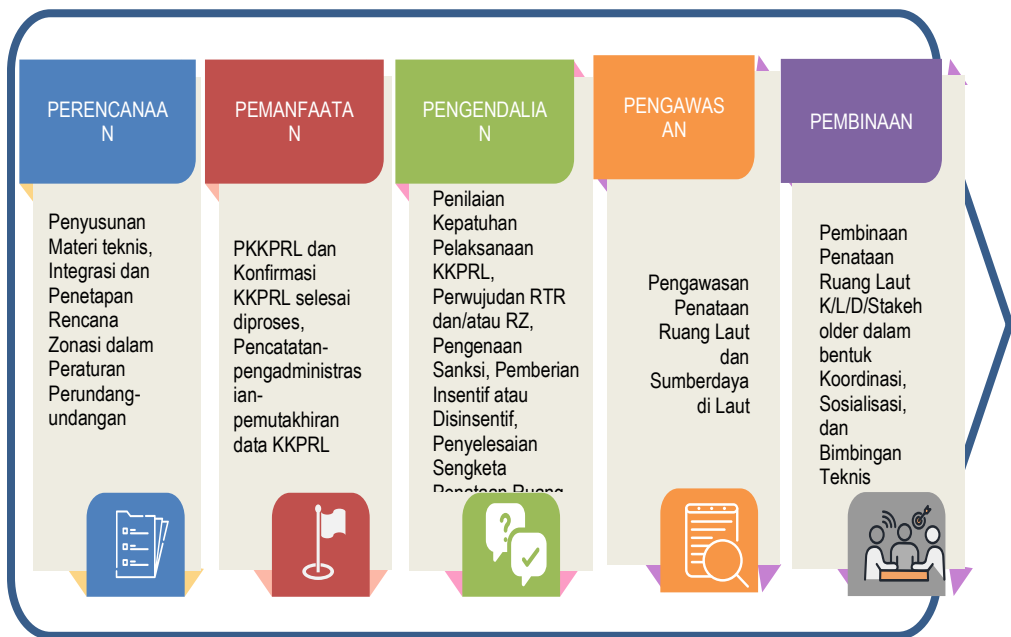 PERENCANAA
N
Penyusunan
Materi teknis,
Integrasi dan
Penetapan
Rencana
Zonasi dalam
Peraturan
Perundang-
undangan
PEMANFAATA
N
PKKPRL dan
Konfirmasi
KKPRL selesai
diproses,
Pencatatan-
pengadministras
ian-
pemutakhiran
data KKPRL
PENGENDALIA
N
Penilaian
Kepatuhan
Pelaksanaan
KKPRL,
Perwujudan RTR
dan/atau RZ,
Pengenaan
Sanksi, Pemberian
Insentif atau
Disinsentif,
Penyelesaian
Sengketa
Penataan Ruang
PENGAWAS
AN
Pengawasan
Penataan
Ruang Laut
dan
Sumberdaya
di Laut
PEMBINAAN
Pembinaan
Penataan
Ruang Laut
K/L/D/Stakeh
older dalam
bentuk
Koordinasi,
Sosialisasi,
dan
Bimbingan
Teknis